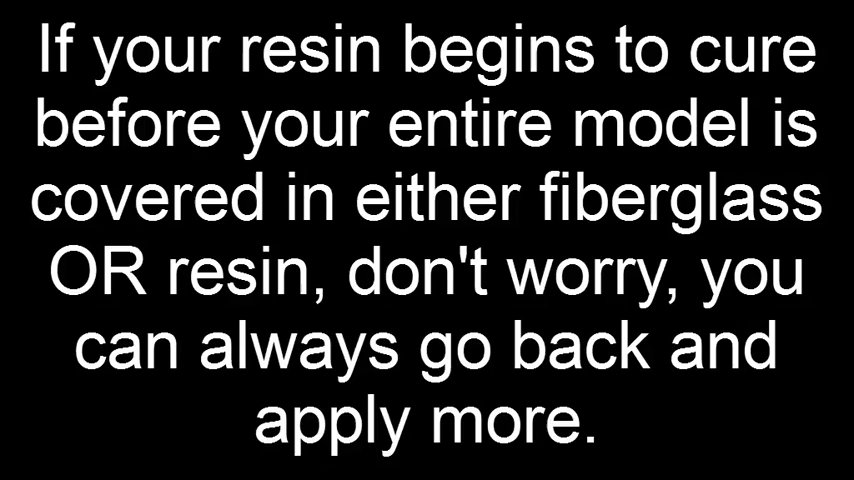 If your resin begins to cure
before your entire model is
covered in either fiberglass
OR resin, don't worry, you
can always go back and
apply more.